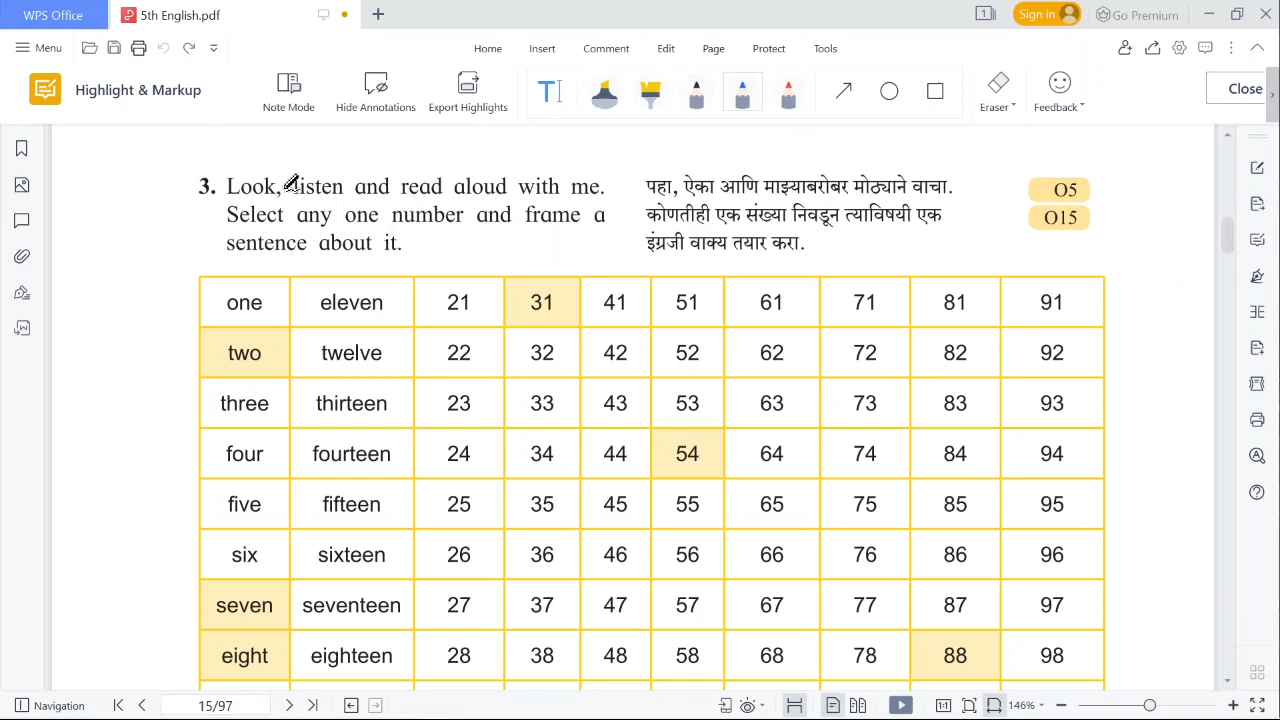 WPS Office
5th English.pdf
1
Sign in
Go Premium
Menu
Home Insert Comment Edit Page Protect Tools
Highlight & Markup
Note Mode Hide Annotations Export Highlights
T
Eraser
Feedback
Close
3. Look, listen and read aloud with me.
Select any one number and frame a
sentence about it.
पहा, ऐका आणि माझ्याबरोबर मोठ्याने वाचा.
कोणतीही एक संख्या निवडून त्याविषयी एक
इंग्रजी वाक्य तयार करा.
O5
O15
one eleven 21 31 41 51 61 71 81 91
two twelve 22 32 42 52 62 72 82 92
three thirteen 23 33 43 53 63 73 83 93
four fourteen 24 34 44 54 64 74 84 94
five fifteen 25 35 45 55 65 75 85 95
six sixteen 26 36 46 56 66 76 86 96
seven seventeen 27 37 47 57 67 77 87 97
eight eighteen 28 38 48 58 68 78 88 98
Navigation 15/97 146%